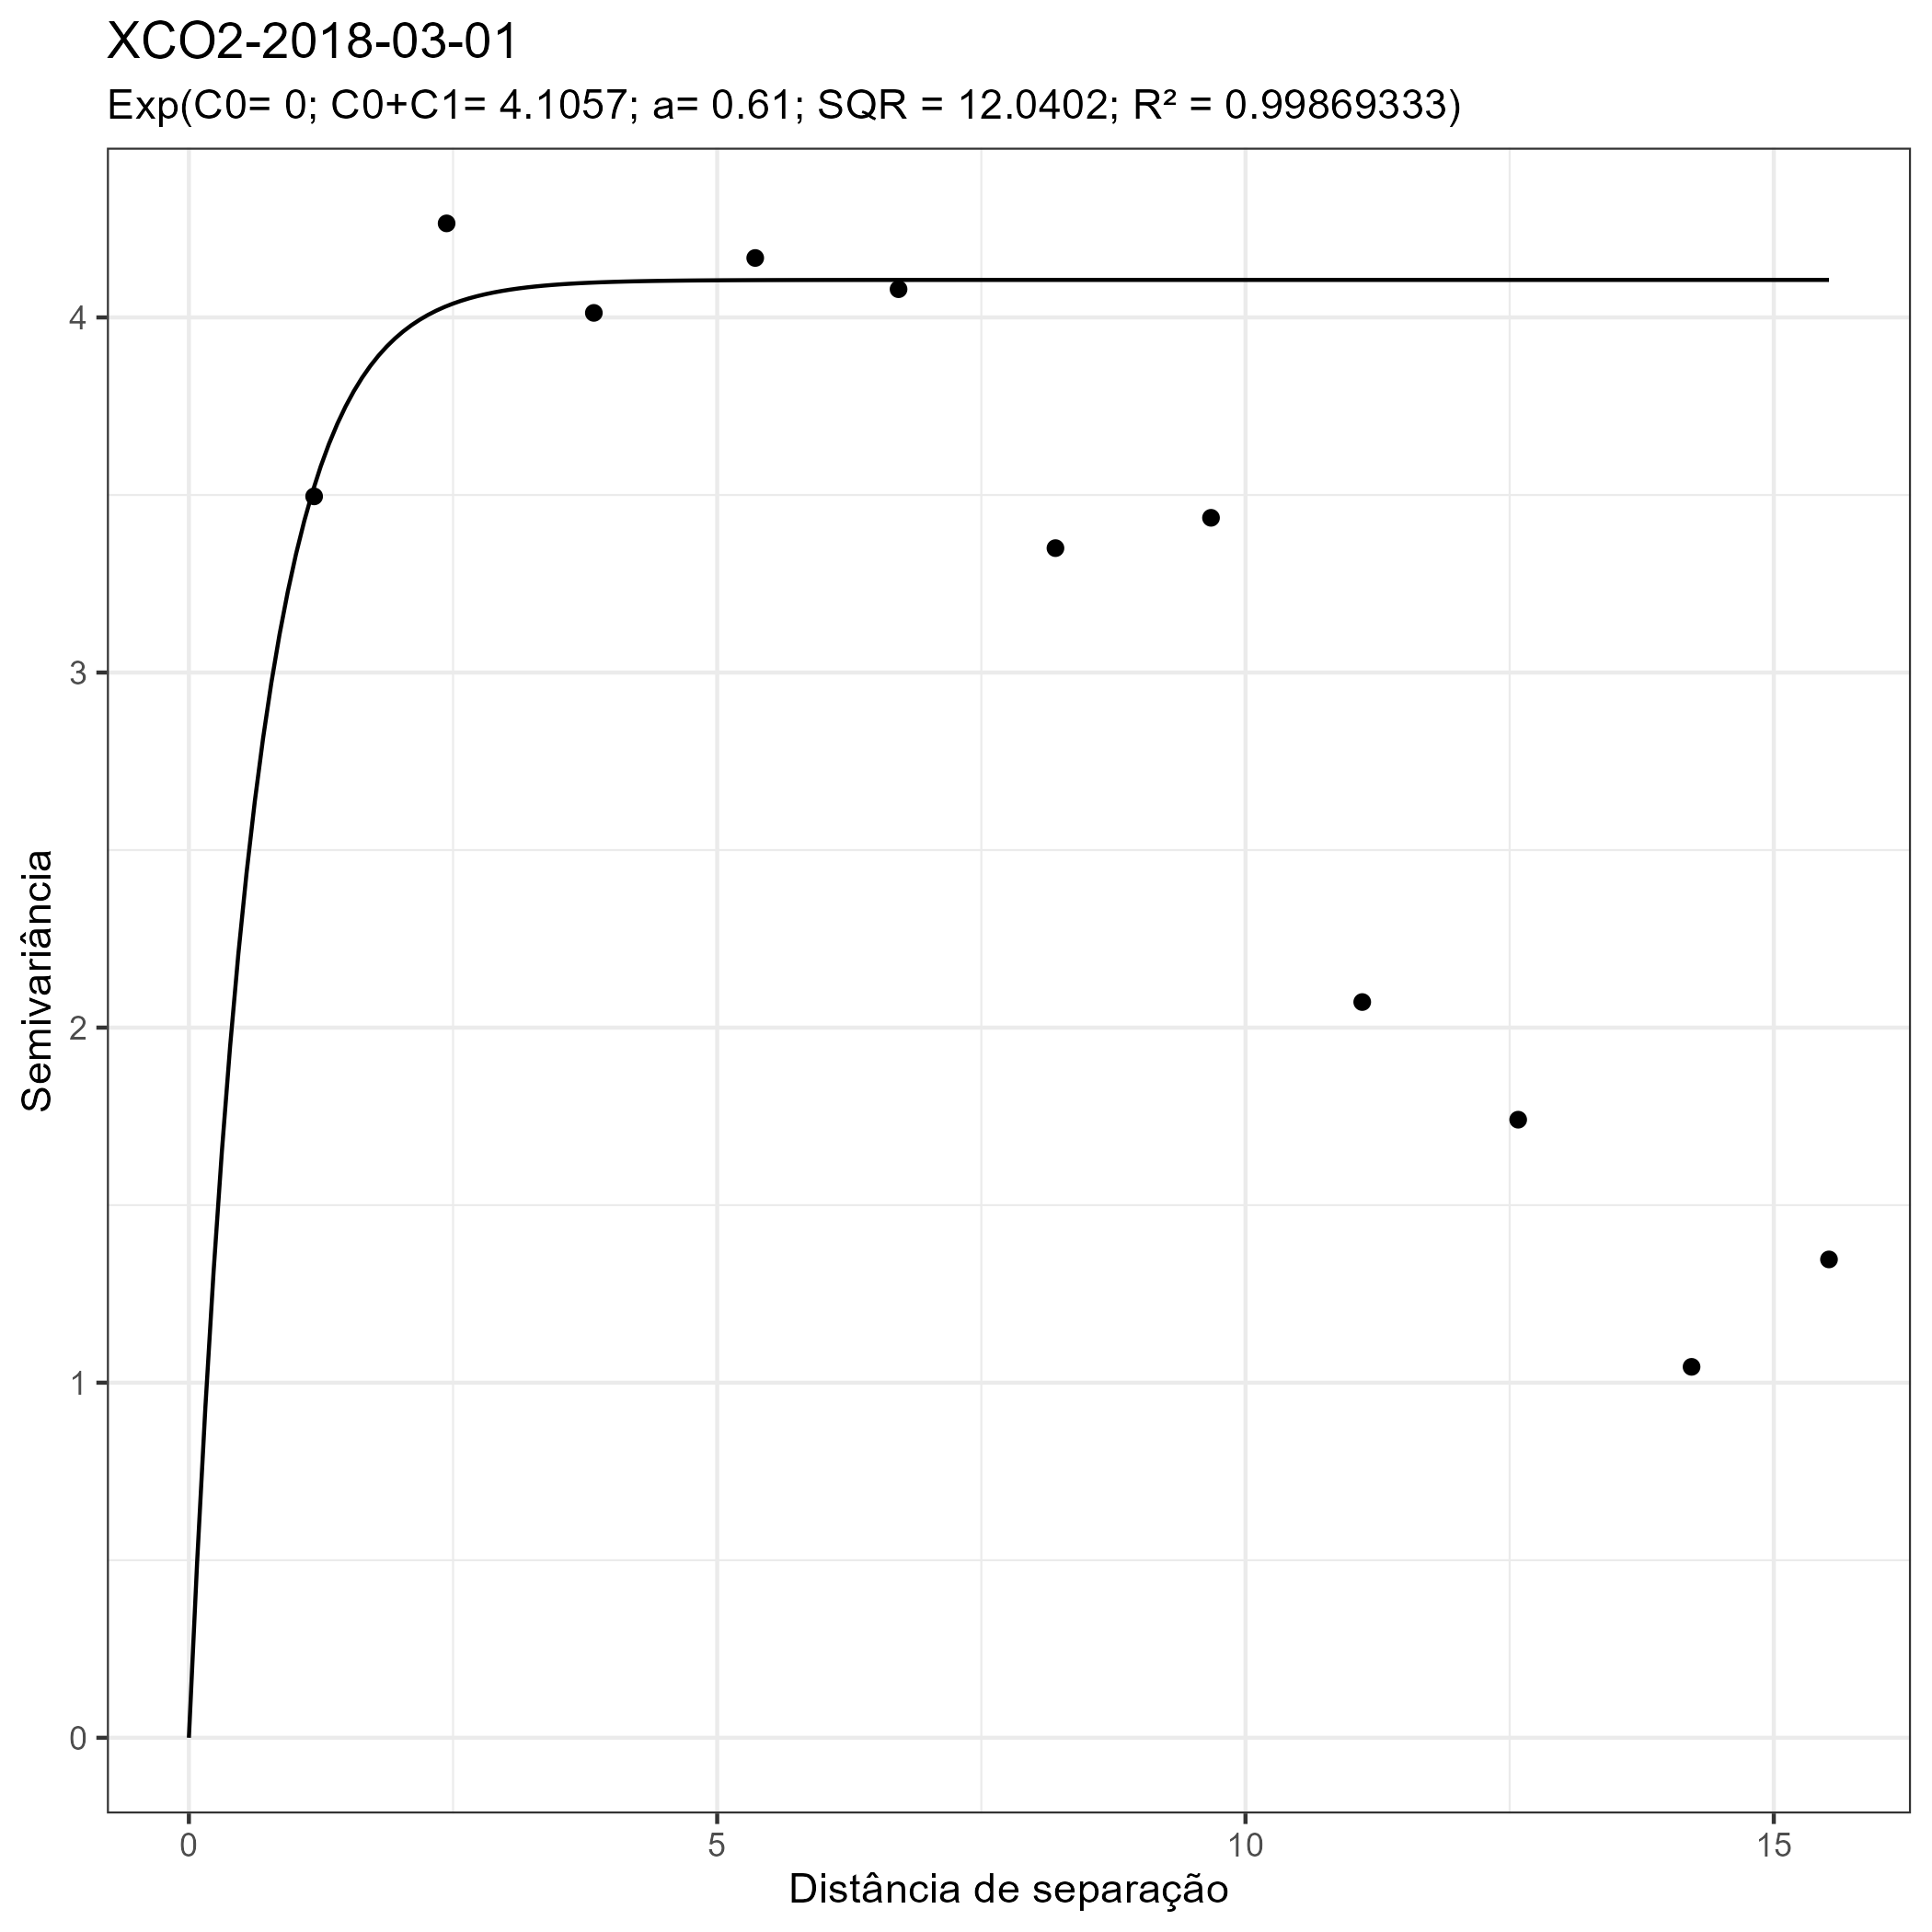 XCO2-2018-03-01
Exp(C0= 0; C0+C1= 4.1057; a= 0.61; SQR = 12.0402; R² = 0.99869333)
Semivariância
4
3
2
1
0
0 5 10 15
Distância de separação